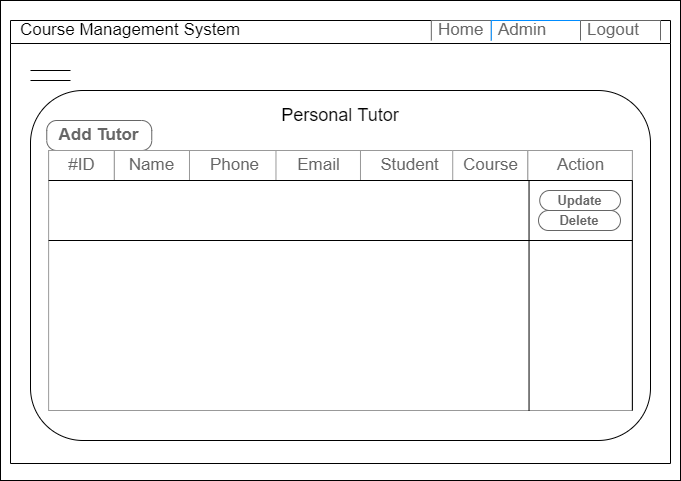 Course Management System Home Admin Logout
Personal Tutor
Add Tutor
#ID Name Phone Email Student Course Action
Update
Delete